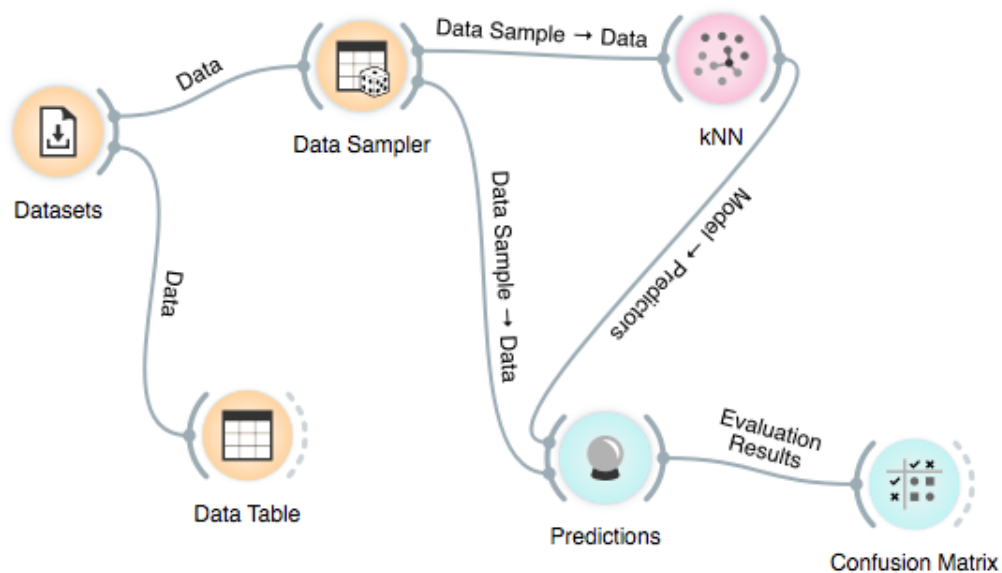 Data Sample → Data
Data
Data Sampler
kNN
Datasets
Data Sample → Data
Model → Predictors
Data
Evaluation
Results
Data Table
Predictions
Confusion Matrix